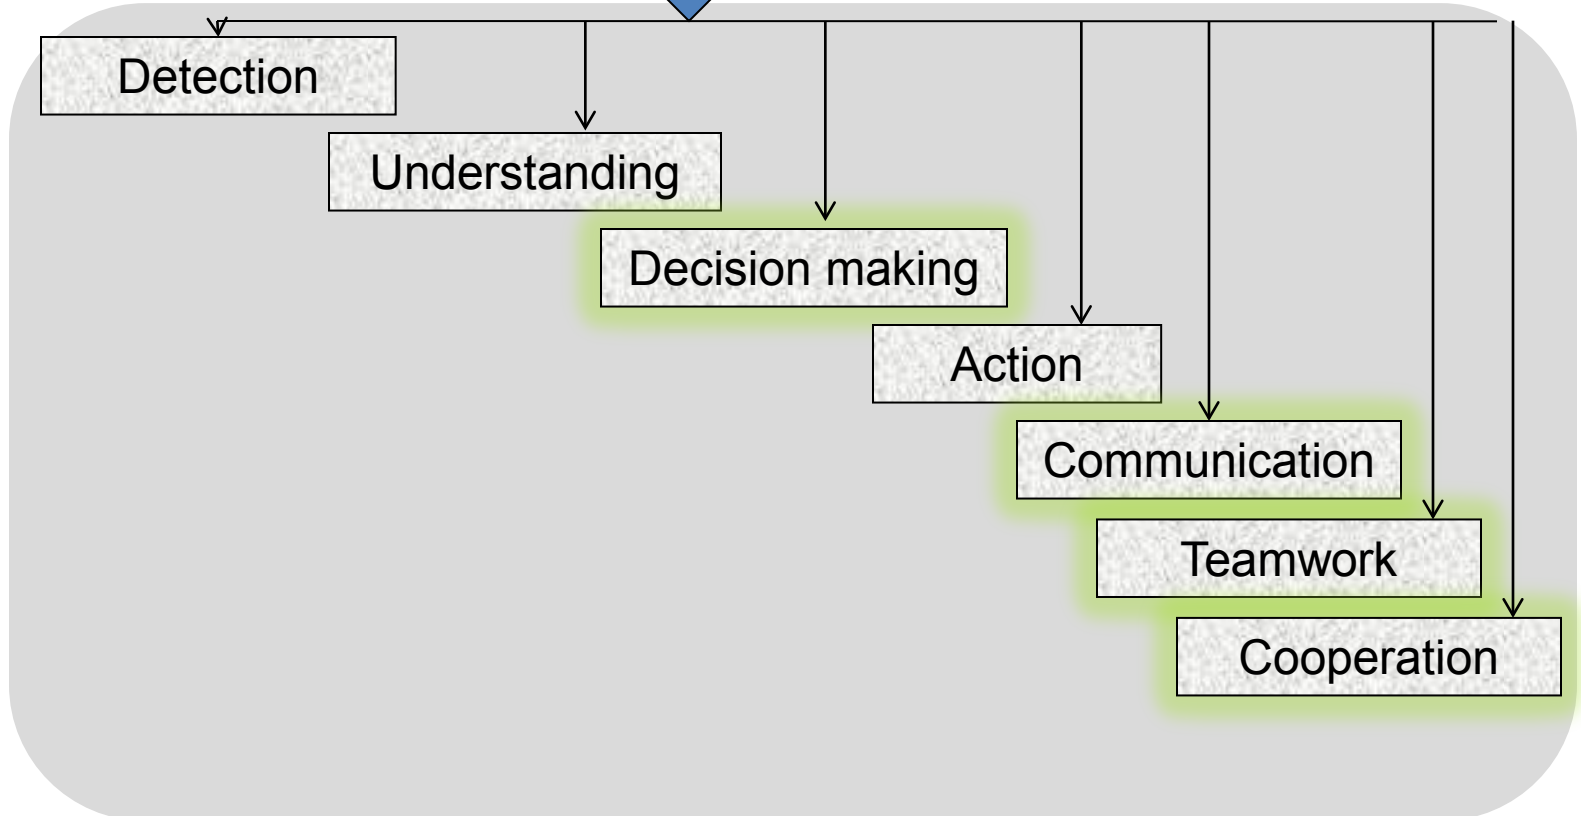 Detection
Understanding
Decision making
Action
Communication
Teamwork
Cooperation